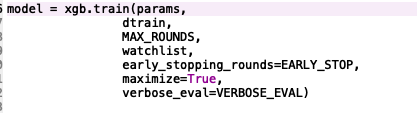 model = xgb.train(params,
dtrain,
MAX_ROUNDS,
watchlist,
early_stopping_rounds=EARLY_STOP,
maximize=True,
verbose_eval=VERBOSE_EVAL)